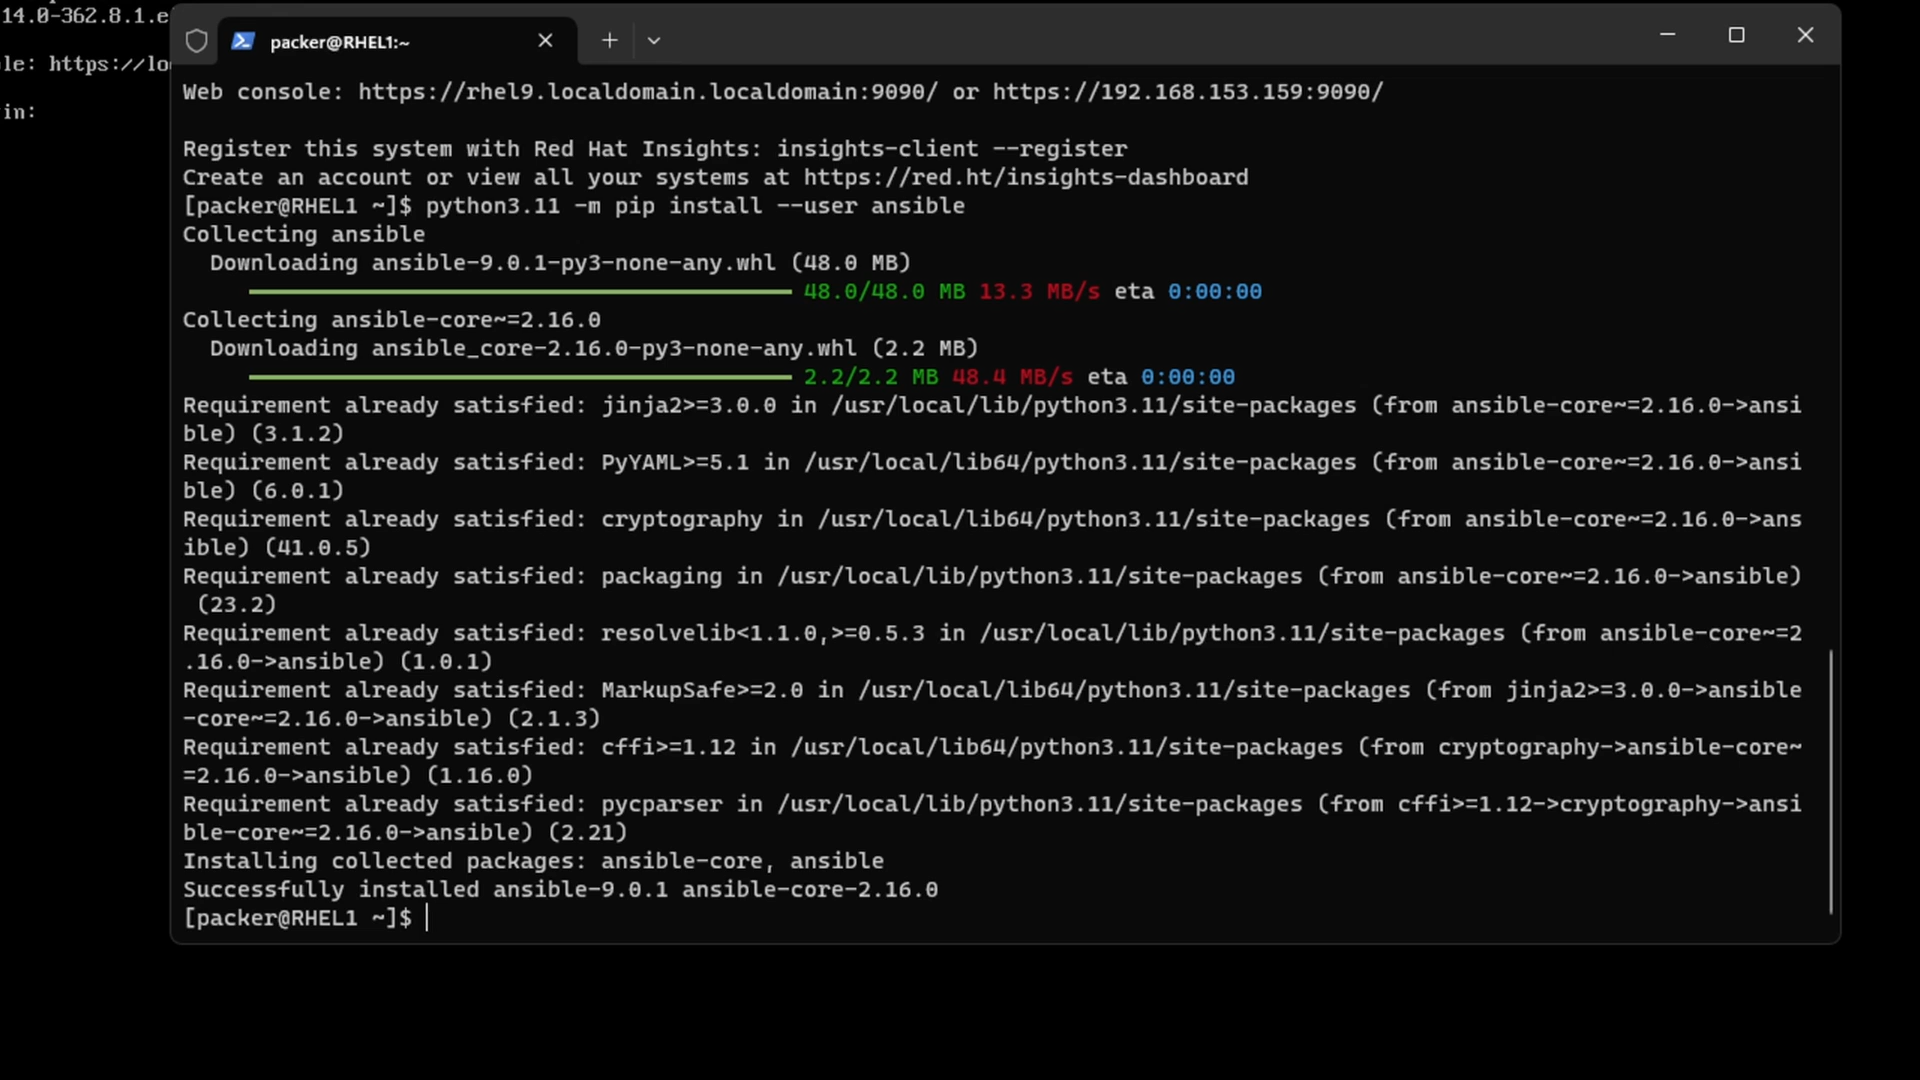 14.0-362.8.1.e
le: https://lo
in:
packer@RHEL1:~
Web console: https://rhel9.localdomain.localdomain:9090/ or https://192.168.153.159:9090/
Register this system with Red Hat Insights: insights-client --register
Create an account or view all your systems at https://red.ht/insights-dashboard
[packer@RHEL1 ~]$ python3.11 -m pip install --user ansible
Collecting ansible
  Downloading ansible-9.0.1-py3-none-any.whl (48.0 MB)
48.0/48.0 MB 13.3 MB/s eta 0:00:00
Collecting ansible-core~=2.16.0
  Downloading ansible_core-2.16.0-py3-none-any.whl (2.2 MB)
2.2/2.2 MB 48.4 MB/s eta 0:00:00
Requirement already satisfied: jinja2>=3.0.0 in /usr/local/lib/python3.11/site-packages (from ansible-core~=2.16.0->ansi
ble) (3.1.2)
Requirement already satisfied: PyYAML>=5.1 in /usr/local/lib64/python3.11/site-packages (from ansible-core~=2.16.0->ansi
ble) (6.0.1)
Requirement already satisfied: cryptography in /usr/local/lib64/python3.11/site-packages (from ansible-core~=2.16.0->ans
ible) (41.0.5)
Requirement already satisfied: packaging in /usr/local/lib/python3.11/site-packages (from ansible-core~=2.16.0->ansible)
 (23.2)
Requirement already satisfied: resolvelib<1.1.0,>=0.5.3 in /usr/local/lib/python3.11/site-packages (from ansible-core~=2
.16.0->ansible) (1.0.1)
Requirement already satisfied: MarkupSafe>=2.0 in /usr/local/lib64/python3.11/site-packages (from jinja2>=3.0.0->ansible
-core~=2.16.0->ansible) (2.1.3)
Requirement already satisfied: cffi>=1.12 in /usr/local/lib64/python3.11/site-packages (from cryptography->ansible-core~
=2.16.0->ansible) (1.16.0)
Requirement already satisfied: pycparser in /usr/local/lib/python3.11/site-packages (from cffi>=1.12->cryptography->ansi
ble-core~=2.16.0->ansible) (2.21)
Installing collected packages: ansible-core, ansible
Successfully installed ansible-9.0.1 ansible-core-2.16.0
[packer@RHEL1 ~]$